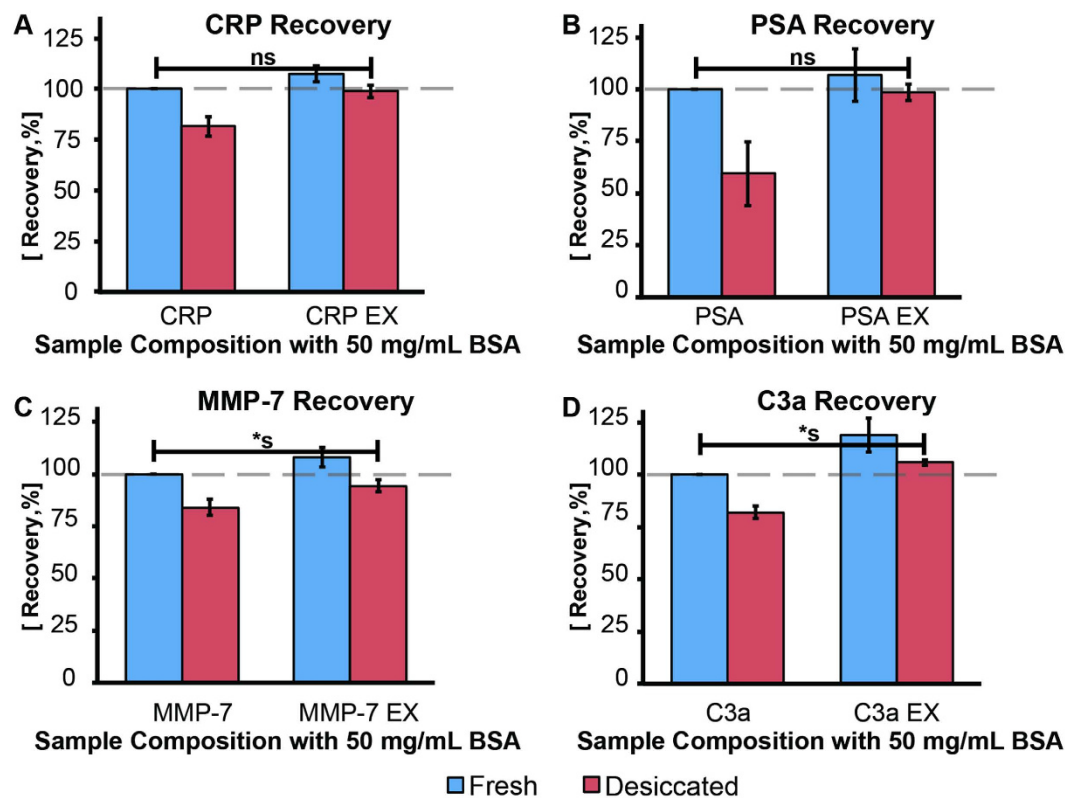 A
CRP Recovery
125
100
75
50
25
0
[ Recovery,%]
ns
CRP
CRP EX
Sample Composition with 50 mg/mL BSA
B
PSA Recovery
125
100
75
50
25
0
[ Recovery,%]
ns
PSA
PSA EX
Sample Composition with 50 mg/mL BSA
C
MMP-7 Recovery
125
100
75
50
25
0
[ Recovery,%]
*s
MMP-7
MMP-7 EX
Sample Composition with 50 mg/mL BSA
D
C3a Recovery
125
100
75
50
25
0
[ Recovery,%]
*s
C3a
C3a EX
Sample Composition with 50 mg/mL BSA
Fresh
Desiccated